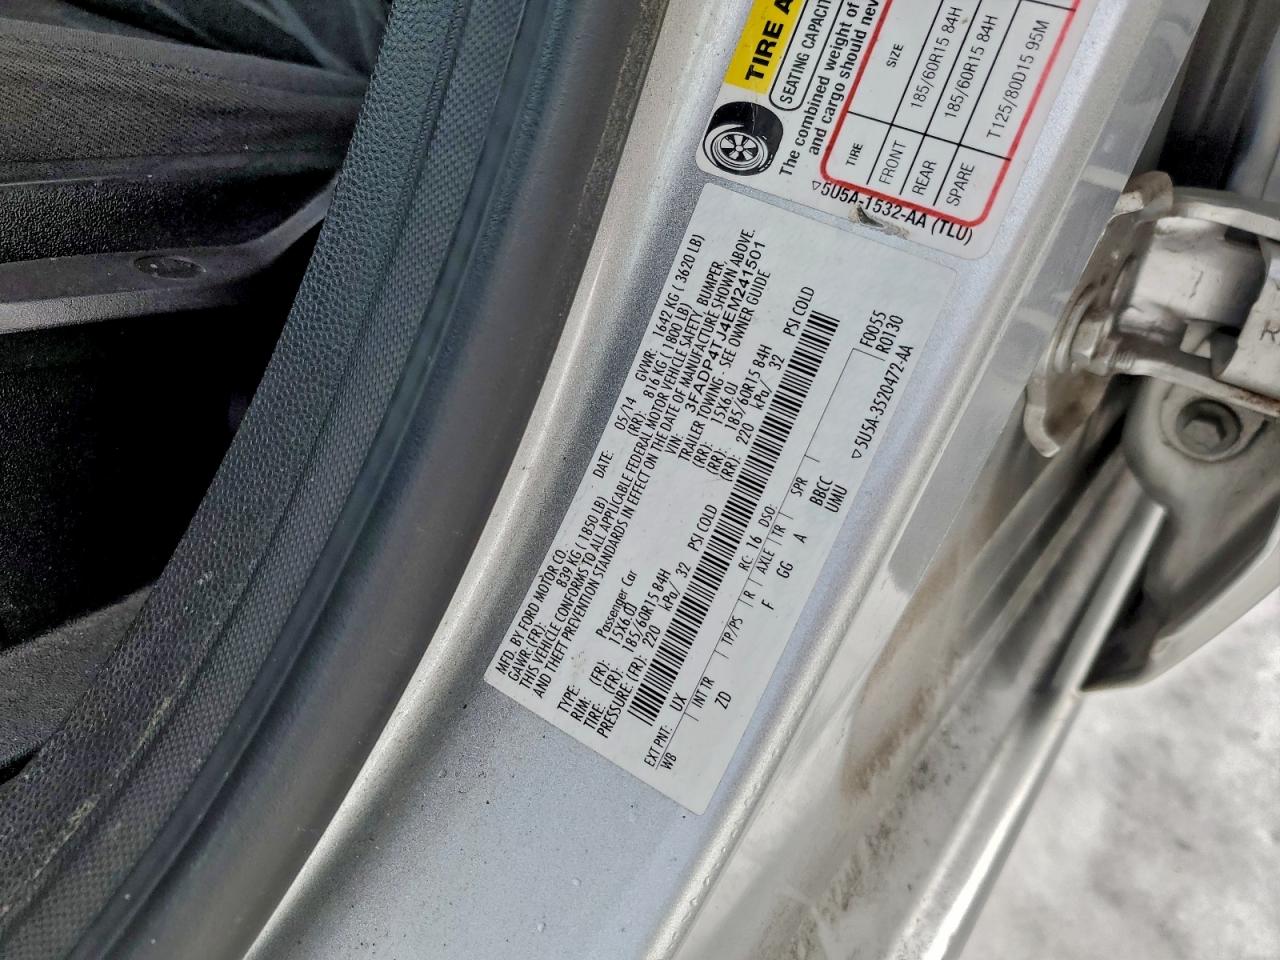 TIRE A
SEATING CAPACIT
The combined weight of
and cargo should nev
TIRE SIZE
FRONT 185/60R15 84H
REAR 185/60R15 84H
SPARE T125/80D15 95M
▽5U5A-1532-AA (TLU)
MFD. BY FORD MOTOR CO. DATE: 05/14 GVWR: 1642 KG ( 3620 LB)
GAWR: (FR): 839 KG ( 1850 LB) (RR): 816 KG ( 1800 LB)
THIS VEHICLE CONFORMS TO ALL APPLICABLE FEDERAL MOTOR VEHICLE SAFETY, BUMPER,
AND THEFT PREVENTION STANDARDS IN EFFECT ON THE DATE OF MANUFACTURE SHOWN ABOVE.
VIN: 3FADP4TJ4EM241501
TYPE: Passenger Car TRAILER TOWING - SEE OWNER GUIDE
RIM: (FR): 15X6.0J (RR): 15X6.0J
TIRE: (FR): 185/60R15 84H (RR): 185/60R15 84H
PRESSURE: (FR): 220 kPa/ 32 PSI COLD (RR): 220 kPa/ 32 PSI COLD
EXT PNT: UX RC: 16 DSO: F0055
WB INT TR TP/PS R AXLE TR SPR R0130
ZD F GG A BBCC
UMU
▽5U5A-3520472-AA